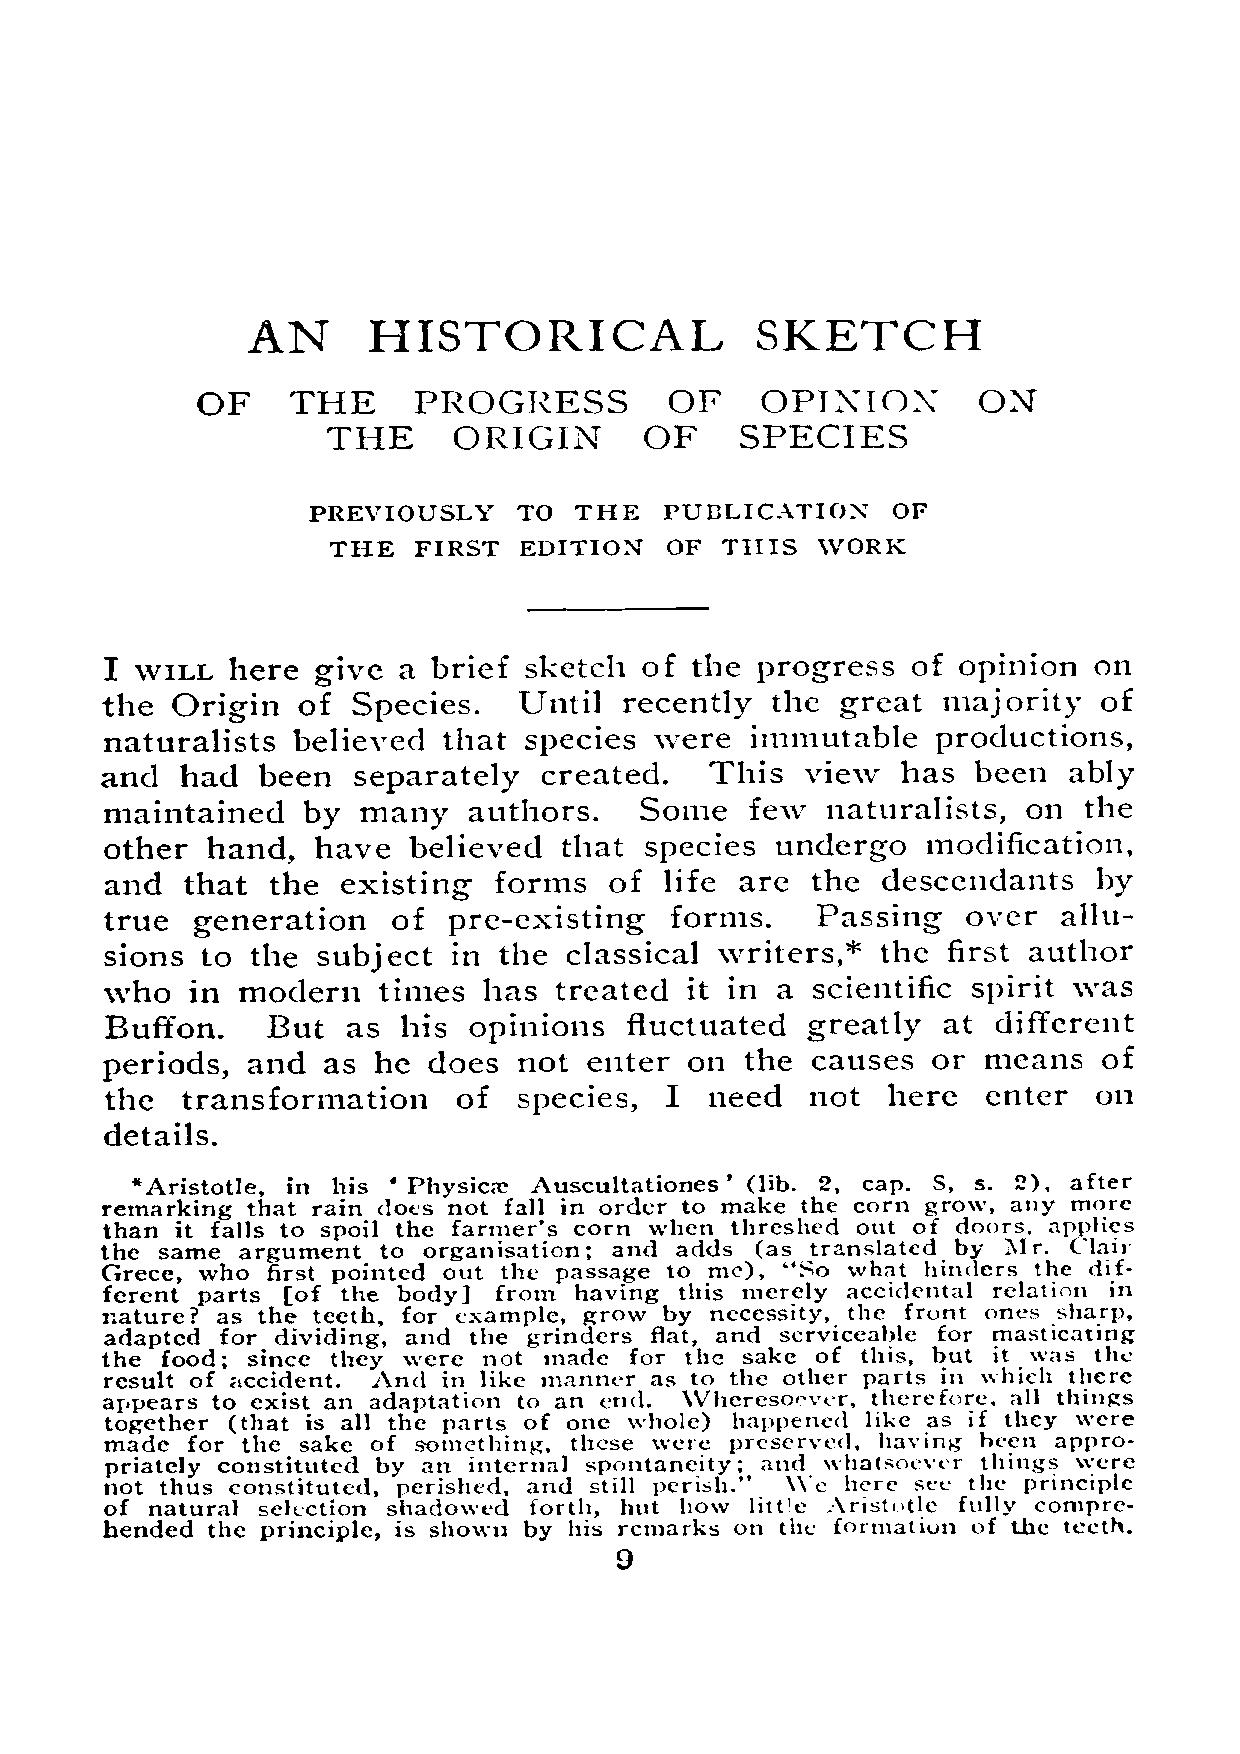 AN HISTORICAL SKETCH
OF THE PROGRESS OF OPINION ON
THE ORIGIN OF SPECIES
PREVIOUSLY TO THE PUBLICATION OF
THE FIRST EDITION OF THIS WORK
I WILL here give a brief sketch of the progress of opinion on
the Origin of Species. Until recently the great majority of
naturalists believed that species were immutable productions,
and had been separately created. This view has been ably
maintained by many authors. Some few naturalists, on the
other hand, have believed that species undergo modification,
and that the existing forms of life are the descendants by
true generation of pre-existing forms. Passing over allu-
sions to the subject in the classical writers,* the first author
who in modern times has treated it in a scientific spirit was
Buffon. But as his opinions fluctuated greatly at different
periods, and as he does not enter on the causes or means of
the transformation of species, I need not here enter on
details.
*Aristotle, in his 'Physicæ Auscultationes' (lib. 2, cap. S, s. 2), after
remarking that rain does not fall in order to make the corn grow, any more
than it falls to spoil the farmer's corn when threshed out of doors, applies
the same argument to organisation; and adds (as translated by Mr. Clair
Grece, who first pointed out the passage to me), "So what hinders the dif-
ferent parts [of the body] from having this merely accidental relation in
nature? as the teeth, for example, grow by necessity, the front ones sharp,
adapted for dividing, and the grinders flat, and serviceable for masticating
the food; since they were not made for the sake of this, but it was the
result of accident. And in like manner as to the other parts in which there
appears to exist an adaptation to an end. Wheresoever, therefore, all things
together (that is all the parts of one whole) happened like as if they were
made for the sake of something, these were preserved, having been appro-
priately constituted by an internal spontaneity; and whatsoever things were
not thus constituted, perished, and still perish." We here see the principle
of natural selection shadowed forth, but how little Aristotle fully compre-
hended the principle, is shown by his remarks on the formation of the teeth.
9